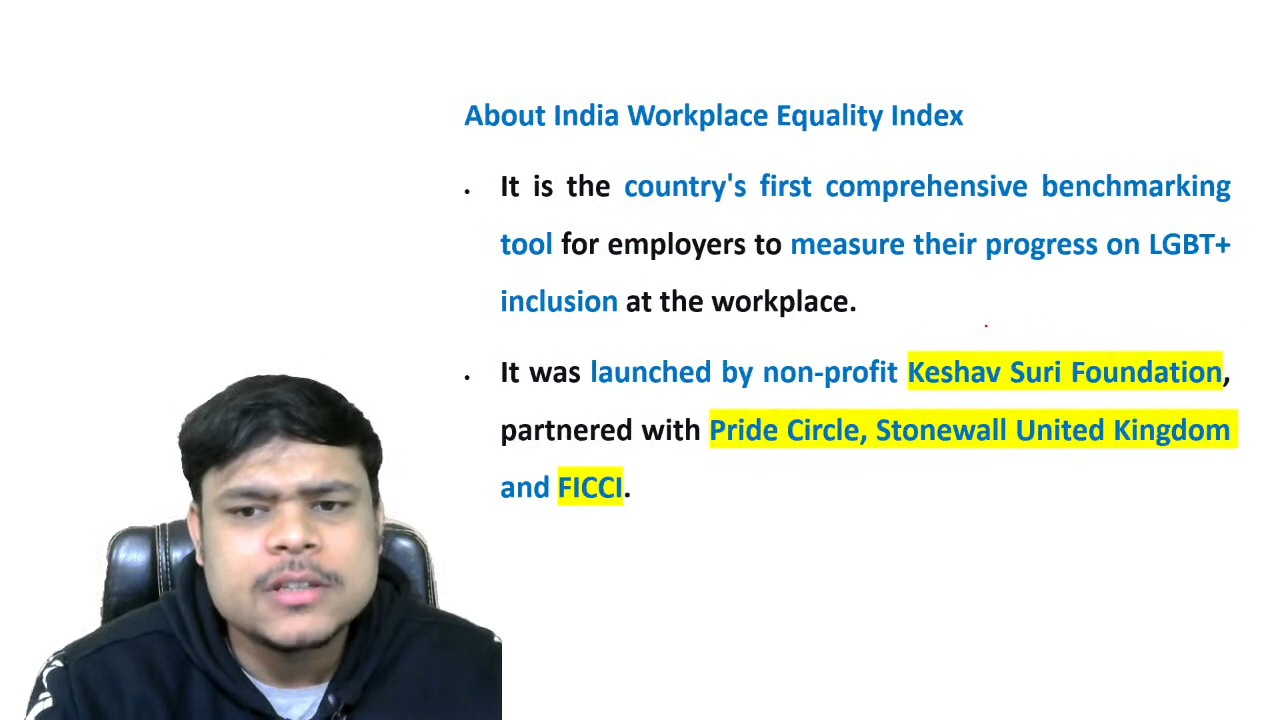 About India Workplace Equality Index
• It is the country's first comprehensive benchmarking
tool for employers to measure their progress on LGBT+
inclusion at the workplace.
• It was launched by non-profit Keshav Suri Foundation,
partnered with Pride Circle, Stonewall United Kingdom
and FICCI.